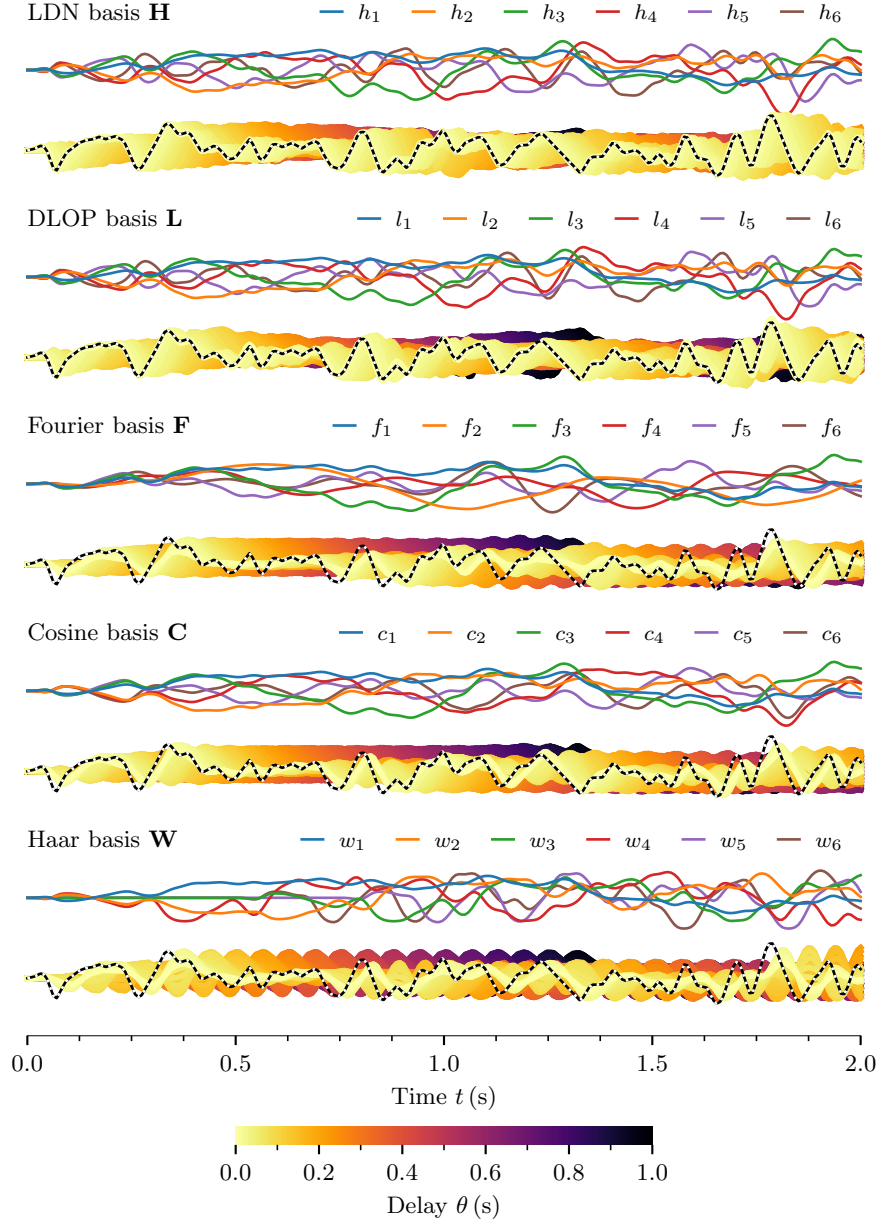 LDN basis H h1 h2 h3 h4 h5 h6
DLOP basis L l1 l2 l3 l4 l5 l6
Fourier basis F f1 f2 f3 f4 f5 f6
Cosine basis C c1 c2 c3 c4 c5 c6
Haar basis W w1 w2 w3 w4 w5 w6
0.0 0.5 1.0 1.5 2.0
Time t (s)
0.0 0.2 0.4 0.6 0.8 1.0
Delay θ (s)